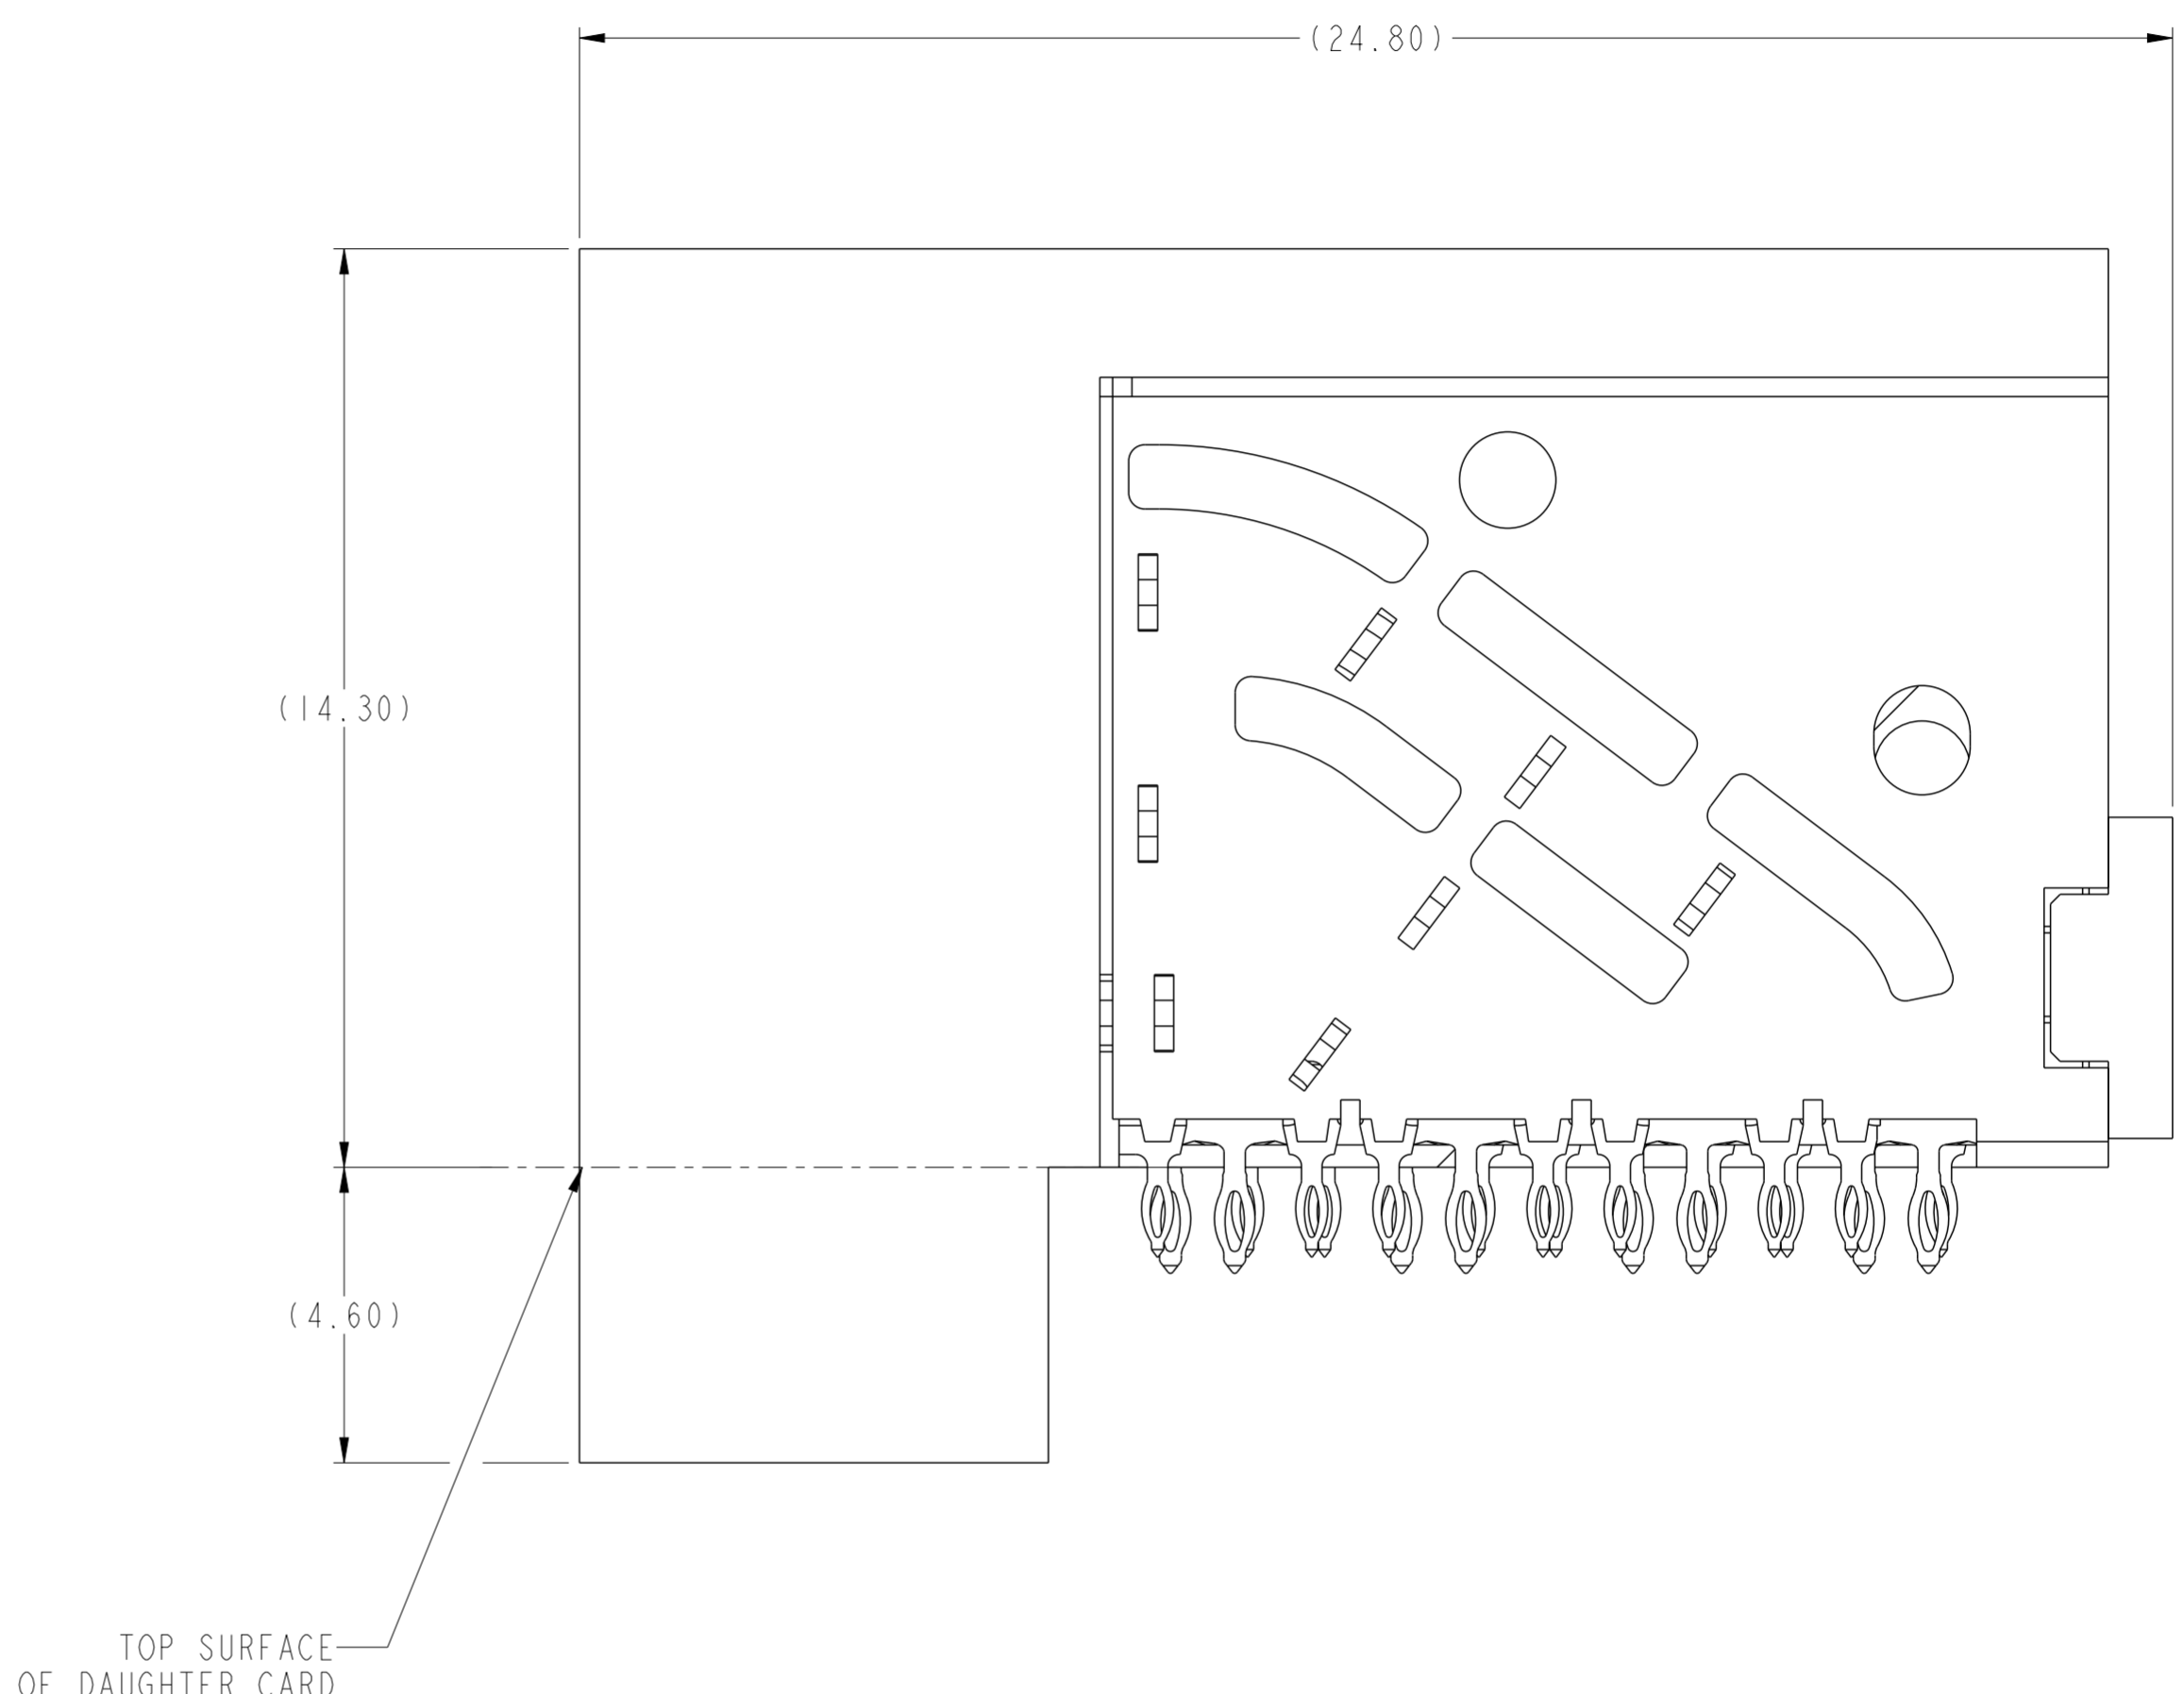 (24.80)
(14.30)
(4.60)
TOP SURFACE
OF DAUGHTER CARD